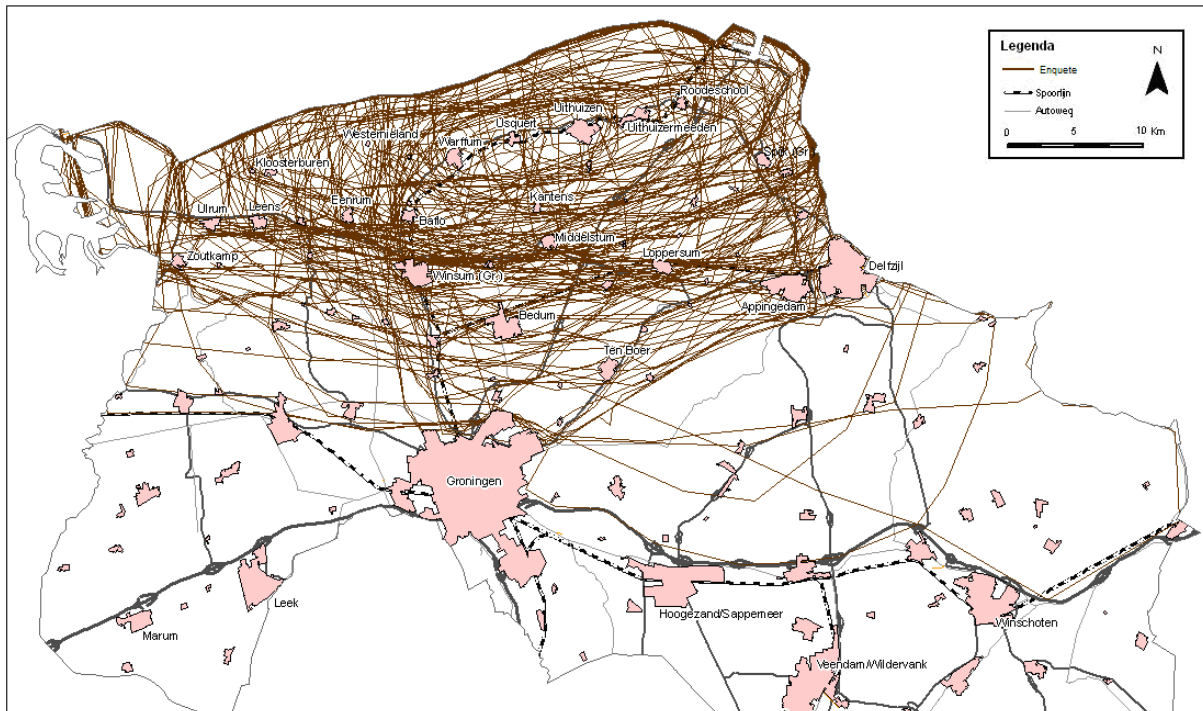 Legenda
N
Enquete
Spoorlijn
Autoweg
0 5 10 Km
Roodeschool
Uithuizen
Usquert
Uithuizermeeden
Westernieland
Warffum
Spijk (Gr.)
Kloosterburen
Kantens
Eenrum
Ulrum
Leens
Baflo
Middelstum
Zoutkamp
Loppersum
Delfzijl
Winsum (Gr.)
Appingedam
Bedum
Ten Boer
Groningen
Leek
Hoogezand/Sappemeer
Winschoten
Marum
Veendam/Wildervank